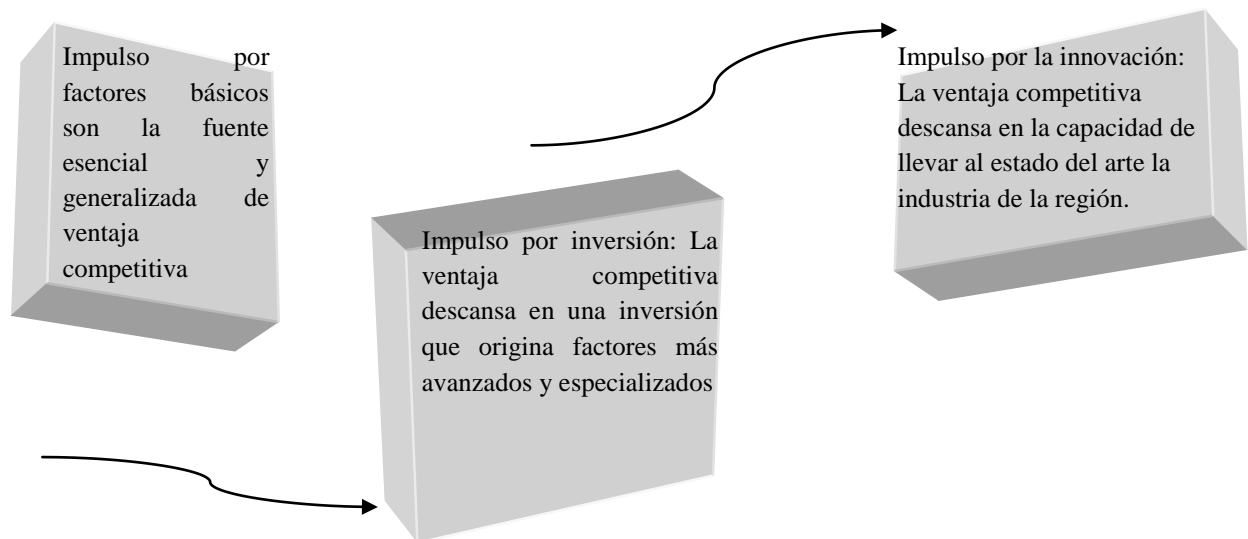 Impulso por
factores básicos
son la fuente
esencial y
generalizada de
ventaja
competitiva
Impulso por inversión: La
ventaja competitiva
descansa en una inversión
que origina factores más
avanzados y especializados
Impulso por la innovación:
La ventaja competitiva
descansa en la capacidad de
llevar al estado del arte la
industria de la región.